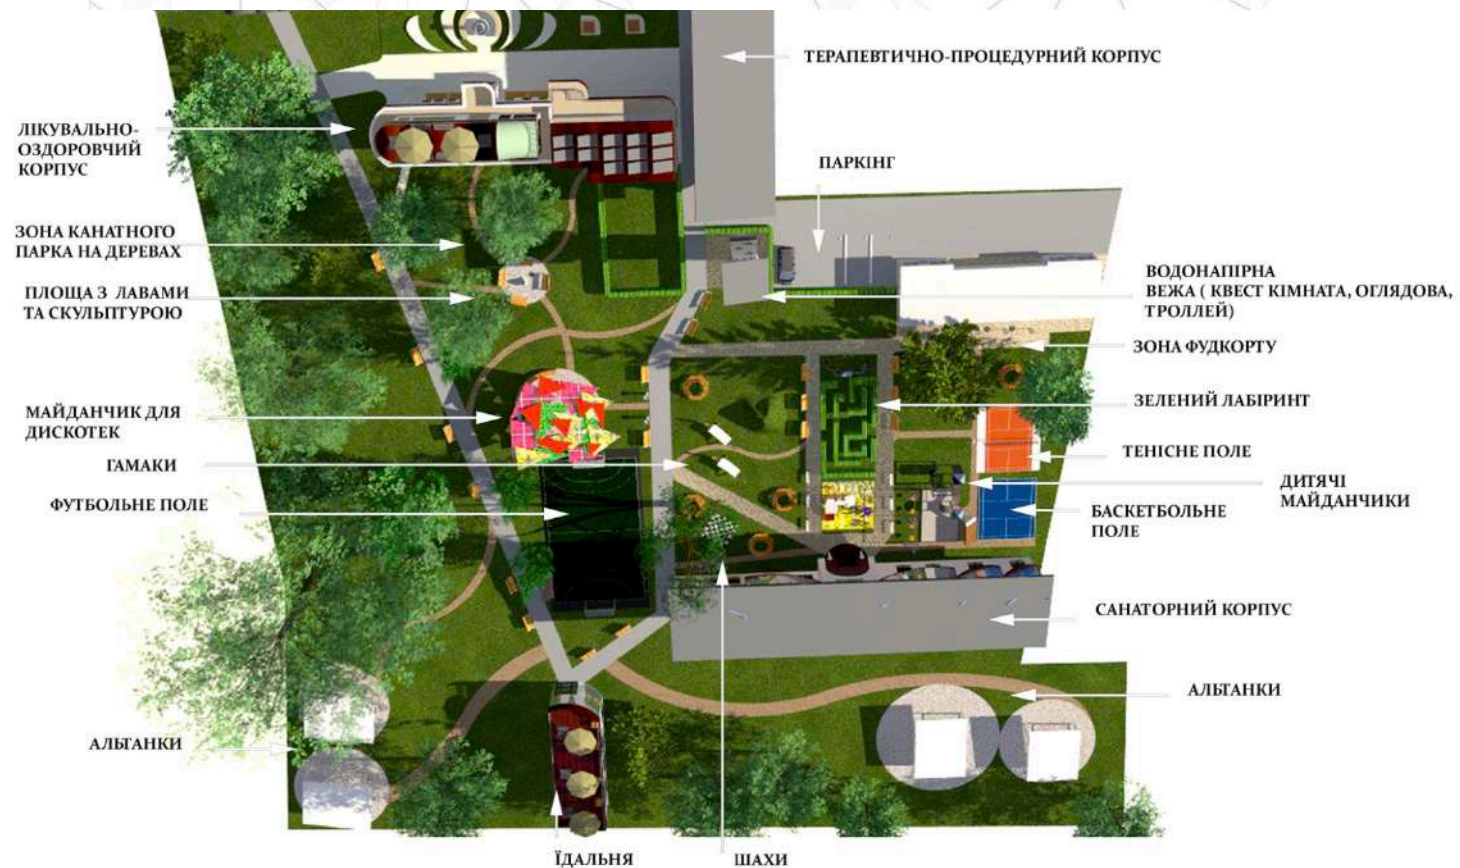 ТЕРАПЕВТИЧНО-ПРОЦЕДУРНИЙ КОРПУС
ЛІКУВАЛЬНО-
ОЗДОРОВЧИЙ
КОРПУС
ПАРКІНГ
ЗОНА КАНАТНОГО
ПАРКА НА ДЕРЕВАХ
ПЛОЩА З ЛАВАМИ
ТА СКУЛЬПТУРОЮ
ВОДОНАПІРНА
ВЕЖА ( КВЕСТ КІМНАТА, ОГЛЯДОВА,
ТРОЛЛЕЙ)
ЗОНА ФУДКОРТУ
ЗЕЛЕНИЙ ЛАБІРИНТ
МАЙДАНЧИК ДЛЯ
ДИСКОТЕК
ТЕНІСНЕ ПОЛЕ
ГАМАКИ
ДИТЯЧІ
МАЙДАНЧИКИ
ФУТБОЛЬНЕ ПОЛЕ
БАСКЕТБОЛЬНЕ
ПОЛЕ
САНАТОРНИЙ КОРПУС
АЛЬТАНКИ
АЛЬТАНКИ
ЇДАЛЬНЯ
ШАХИ